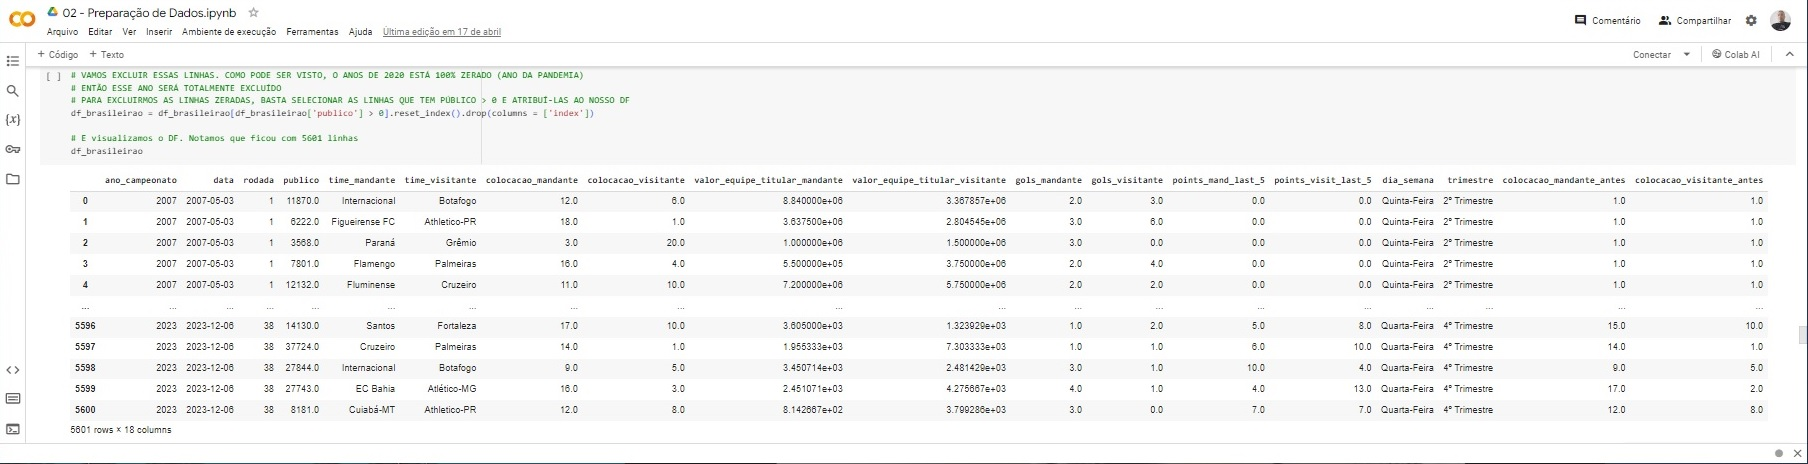 02 - Preparação de Dados.ipynb
Arquivo Editar Ver Inserir Ambiente de execução Ferramentas Ajuda Última edição em 17 de abril
Comentário Compartilhar
+ Código + Texto
Conectar Colab AI
[ ] # VAMOS EXCLUIR ESSAS LINHAS. COMO PODE SER VISTO, O ANOS DE 2020 ESTÁ 100% ZERADO (ANO DA PANDEMIA)
# ENTÃO ESSE ANO SERÁ TOTALMENTE EXCLUÍDO
# PARA EXCLUIRMOS AS LINHAS ZERADAS, BASTA SELECIONAR AS LINHAS QUE TEM PÚBLICO > 0 E ATRIBUÍ-LAS AO NOSSO DF
df_brasileirao = df_brasileirao[df_brasileirao['publico'] > 0].reset_index().drop(columns = ['index'])
# E visualizamos o DF. Notamos que ficou com 5601 linhas
df_brasileirao
ano_campeonato data rodada publico time_mandante time_visitante colocacao_mandante colocacao_visitante valor_equipe_titular_mandante valor_equipe_titular_visitante gols_mandante gols_visitante points_mand_last_5 points_visit_last_5 dia_semana trimestre colocacao_mandante_antes colocacao_visitante_antes
0 2007 2007-05-03 1 11870.0 Internacional Botafogo 12.0 6.0 8.840000e+06 3.367857e+06 2.0 3.0 0.0 0.0 Quinta-Feira 2º Trimestre 1.0 1.0
1 2007 2007-05-03 1 6222.0 Figueirense FC Athletico-PR 18.0 1.0 3.637500e+06 2.804545e+06 3.0 6.0 0.0 0.0 Quinta-Feira 2º Trimestre 1.0 1.0
2 2007 2007-05-03 1 3568.0 Paraná Grêmio 3.0 20.0 1.000000e+06 1.500000e+06 3.0 0.0 0.0 0.0 Quinta-Feira 2º Trimestre 1.0 1.0
3 2007 2007-05-03 1 7801.0 Flamengo Palmeiras 16.0 4.0 5.500000e+05 3.750000e+06 2.0 4.0 0.0 0.0 Quinta-Feira 2º Trimestre 1.0 1.0
4 2007 2007-05-03 1 12132.0 Fluminense Cruzeiro 11.0 10.0 7.200000e+06 5.750000e+06 2.0 2.0 0.0 0.0 Quinta-Feira 2º Trimestre 1.0 1.0
... ... ... ... ... ... ... ... ... ... ... ... ... ... ... ... ... ... ...
5596 2023 2023-12-06 38 14130.0 Santos Fortaleza 17.0 10.0 3.605000e+03 1.323929e+03 1.0 2.0 5.0 8.0 Quarta-Feira 4º Trimestre 15.0 10.0
5597 2023 2023-12-06 38 37724.0 Cruzeiro Palmeiras 14.0 1.0 1.955333e+03 7.303333e+03 1.0 1.0 6.0 10.0 Quarta-Feira 4º Trimestre 14.0 1.0
5598 2023 2023-12-06 38 27844.0 Internacional Botafogo 9.0 5.0 3.450714e+03 2.481429e+03 3.0 1.0 10.0 4.0 Quarta-Feira 4º Trimestre 9.0 5.0
5599 2023 2023-12-06 38 27743.0 EC Bahia Atlético-MG 16.0 3.0 2.451071e+03 4.275667e+03 4.0 1.0 4.0 13.0 Quarta-Feira 4º Trimestre 17.0 2.0
5600 2023 2023-12-06 38 8181.0 Cuiabá-MT Athletico-PR 12.0 8.0 8.142667e+02 3.799286e+03 3.0 0.0 7.0 7.0 Quarta-Feira 4º Trimestre 12.0 8.0
5601 rows × 18 columns